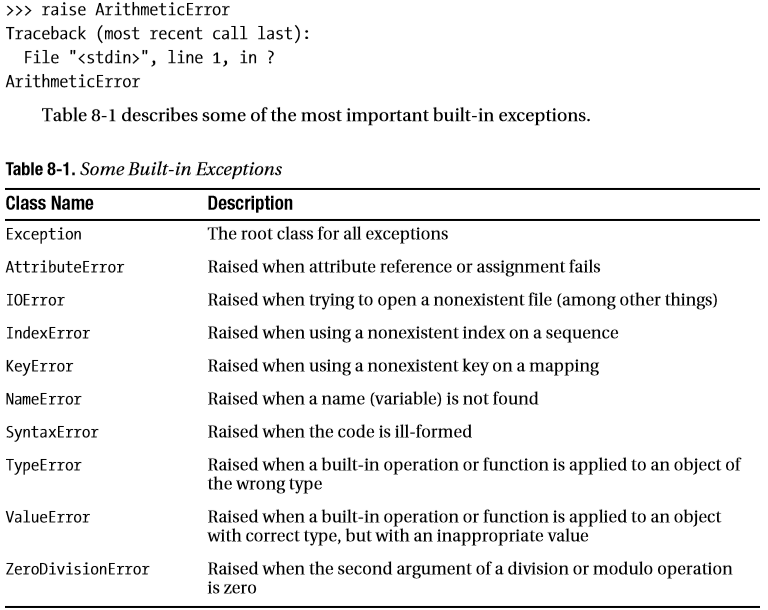 >>> raise ArithmeticError
Traceback (most recent call last):
  File "<stdin>", line 1, in ?
ArithmeticError
Table 8-1 describes some of the most important built-in exceptions.
Table 8-1. Some Built-in Exceptions
Class Name Description
Exception The root class for all exceptions
AttributeError Raised when attribute reference or assignment fails
IOError Raised when trying to open a nonexistent file (among other things)
IndexError Raised when using a nonexistent index on a sequence
KeyError Raised when using a nonexistent key on a mapping
NameError Raised when a name (variable) is not found
SyntaxError Raised when the code is ill-formed
TypeError Raised when a built-in operation or function is applied to an object of
the wrong type
ValueError Raised when a built-in operation or function is applied to an object
with correct type, but with an inappropriate value
ZeroDivisionError Raised when the second argument of a division or modulo operation
is zero